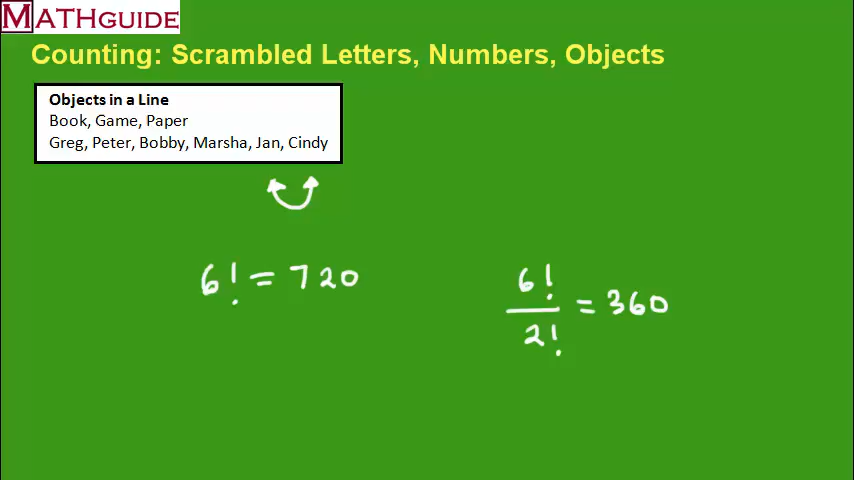 MATHGUIDE
Counting: Scrambled Letters, Numbers, Objects
Objects in a Line
Book, Game, Paper
Greg, Peter, Bobby, Marsha, Jan, Cindy
6! = 720
6!
2!
= 360